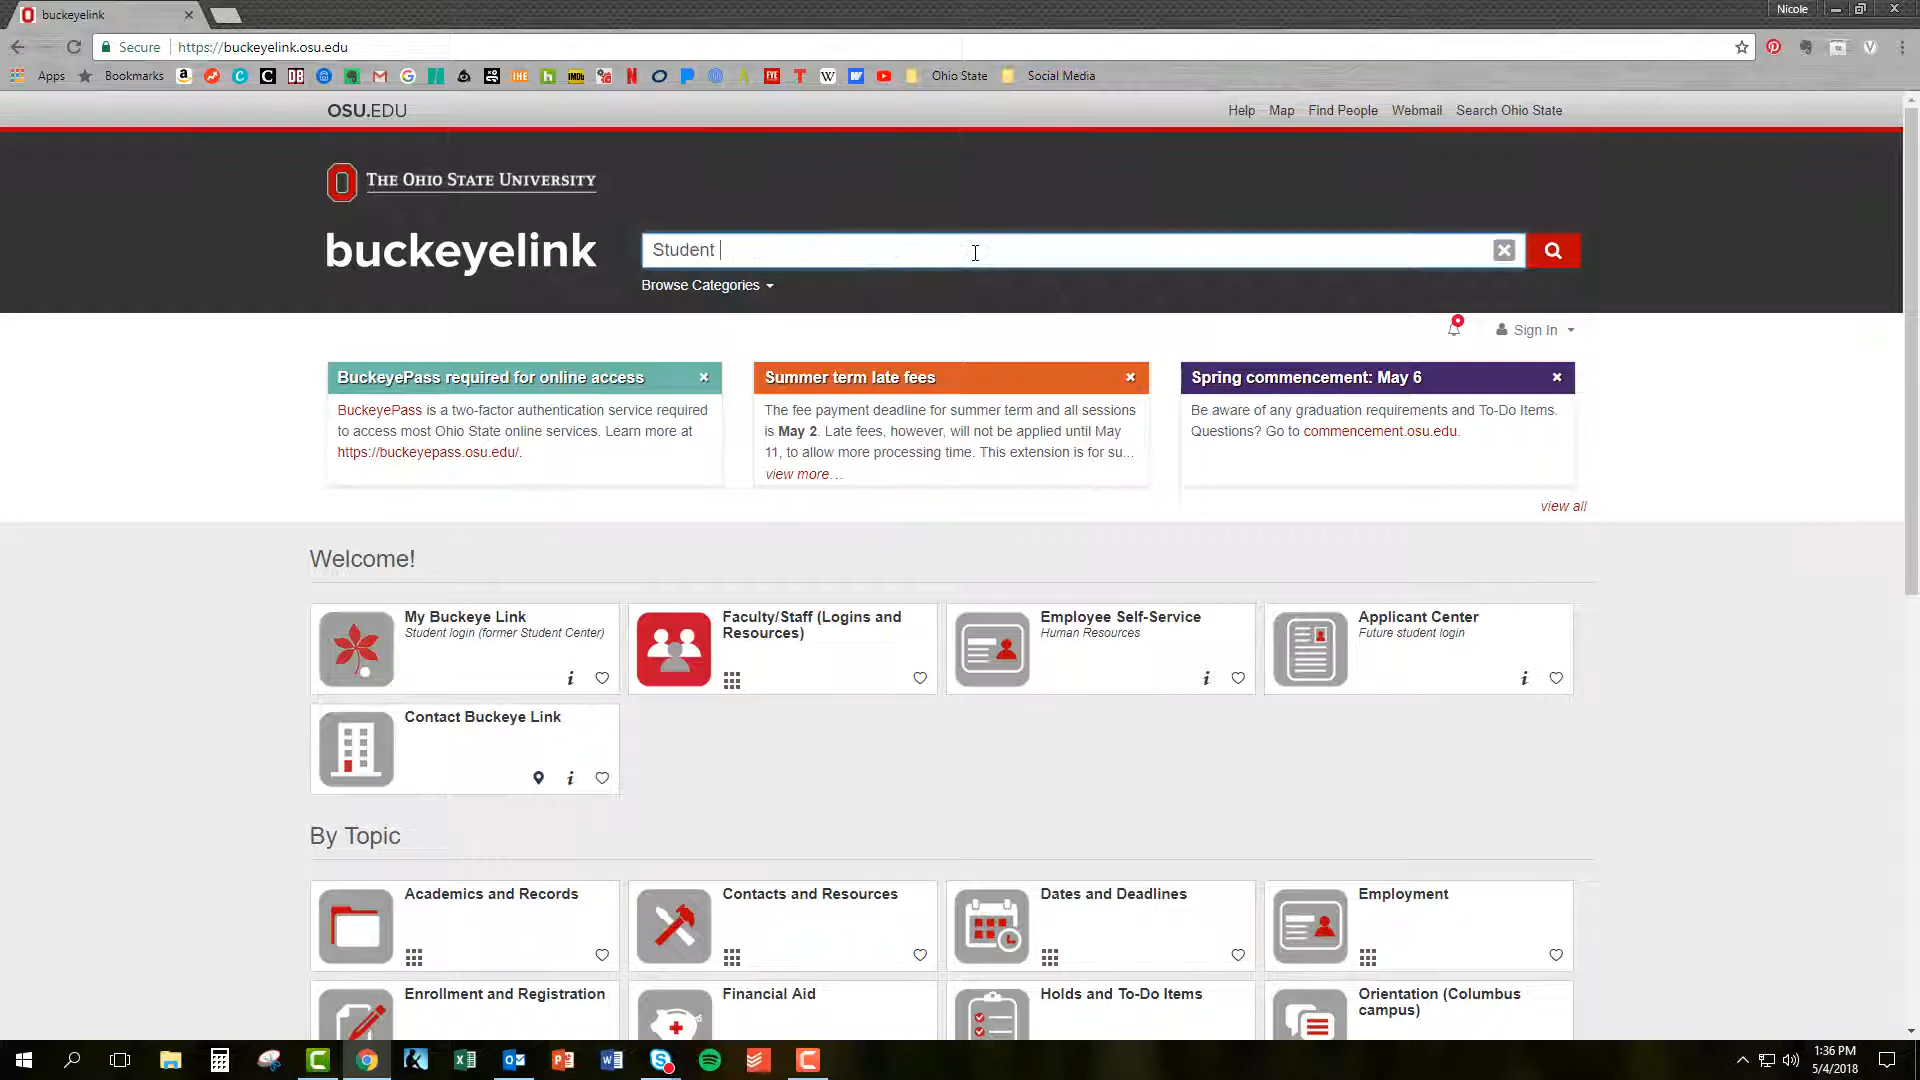 buckeyelink
Nicole
Secure
https://buckeyelink.osu.edu
Apps
Bookmarks
Ohio State
Social Media
OSU.EDU
Help Map Find People Webmail Search Ohio State
THE OHIO STATE UNIVERSITY
buckeyelink
Student
Browse Categories
Sign In
BuckeyePass required for online access
BuckeyePass is a two-factor authentication service required
to access most Ohio State online services. Learn more at
https://buckeyepass.osu.edu/.
Summer term late fees
The fee payment deadline for summer term and all sessions
is May 2. Late fees, however, will not be applied until May
11, to allow more processing time. This extension is for su...
view more…
Spring commencement: May 6
Be aware of any graduation requirements and To-Do Items.
Questions? Go to commencement.osu.edu.
view all
Welcome!
My Buckeye Link
Student login (former Student Center)
Faculty/Staff (Logins and
Resources)
Employee Self-Service
Human Resources
Applicant Center
Future student login
Contact Buckeye Link
By Topic
Academics and Records
Contacts and Resources
Dates and Deadlines
Employment
Enrollment and Registration
Financial Aid
Holds and To-Do Items
Orientation (Columbus
campus)
1:36 PM
5/4/2018